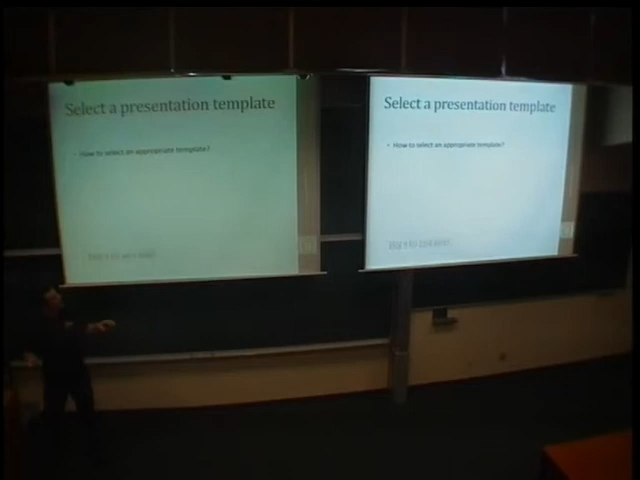 Select a presentation template
• How to select an appropriate template?
Select a presentation template
• How to select an appropriate template?